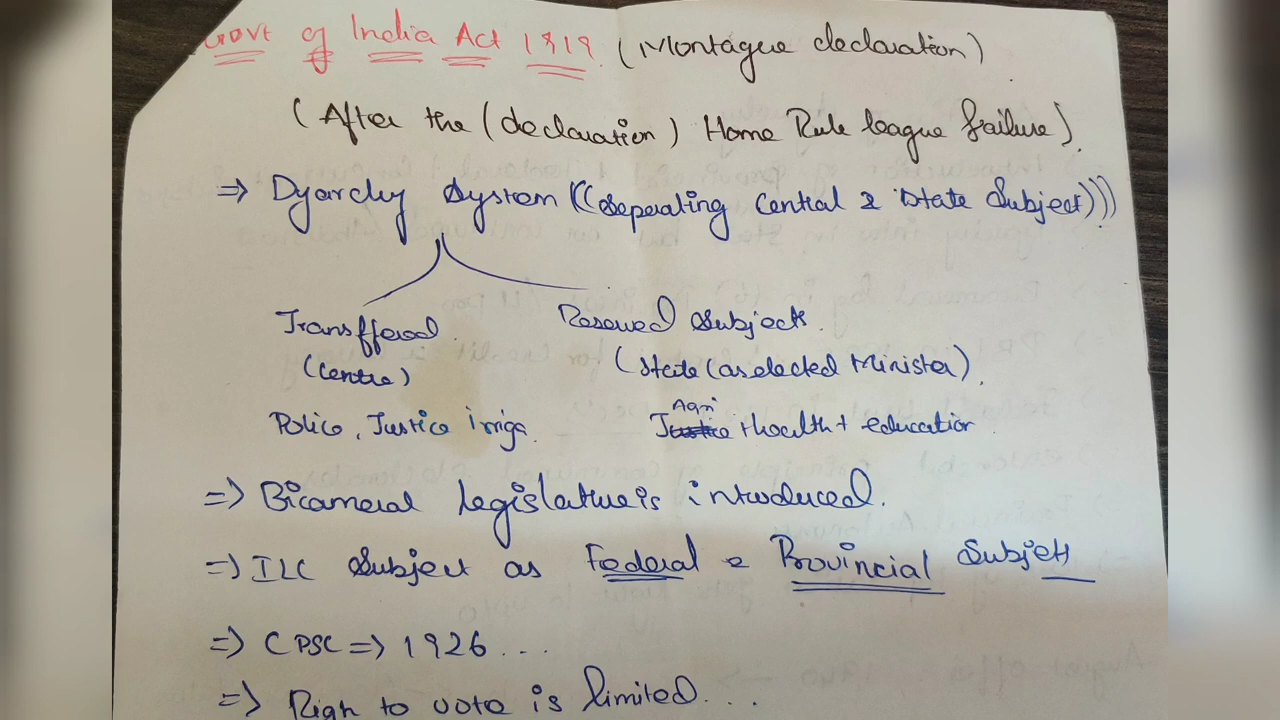 Govt of India Act 1919 (Montague declaration)
(After the (declaration) Home Rule league failure).
⇒ Dyarchy System ((Seperating Central & State Subject)))
Transffered
Reserved Subjects.
(Centre)
(State (as elected Minister).
Police, Justice irriga.
Agri
Justice + health + education
⇒ Bicameral legislature is introduced.
⇒ ILC Subject as Federal & Provincial Subject
⇒ CPSC ⇒ 1926 ...
⇒ Righ to vote is limited...